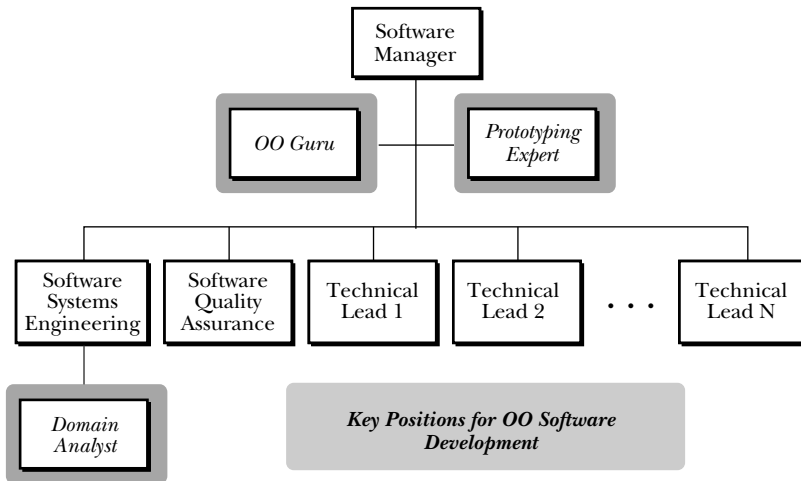 Software
Manager
OO Guru
Prototyping
Expert
Software
Systems
Engineering
Software
Quality
Assurance
Technical
Lead 1
Technical
Lead 2
. . .
Technical
Lead N
Domain
Analyst
Key Positions for OO Software
Development